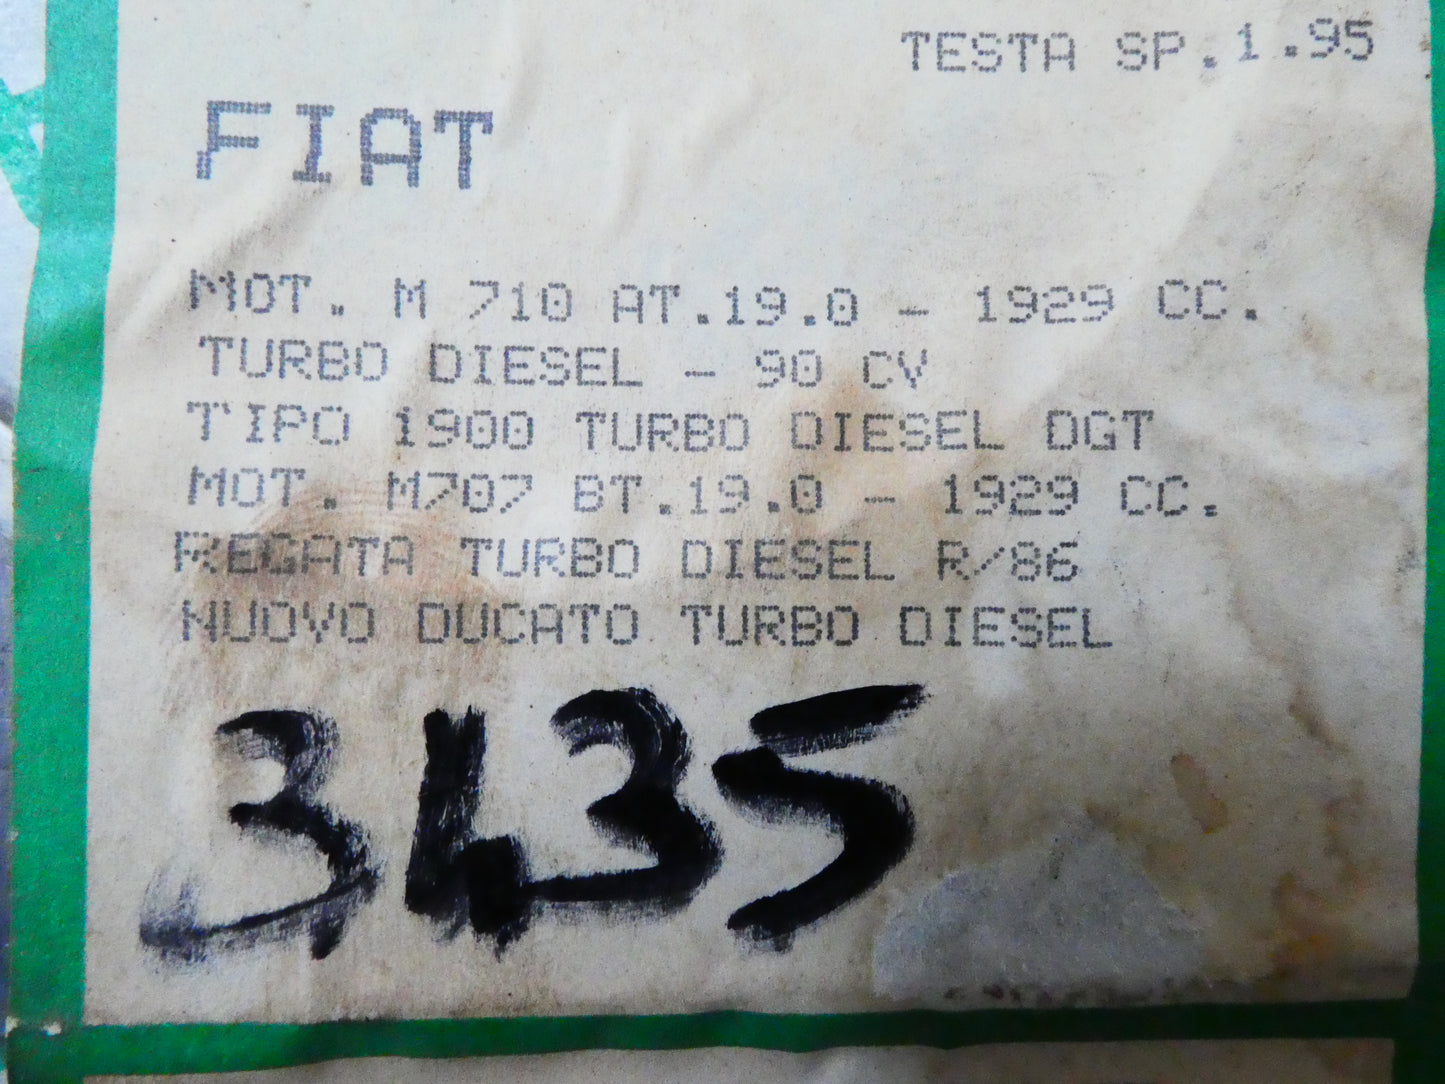 TESTA SP.1.95
FIAT
MOT. M 710 AT.19.0 - 1929 CC.
TURBO DIESEL - 90 CV
TIPO 1900 TURBO DIESEL DGT
MOT. M707 BT.19.0 - 1929 CC.
REGATA TURBO DIESEL R/86
NUOVO DUCATO TURBO DIESEL
3435